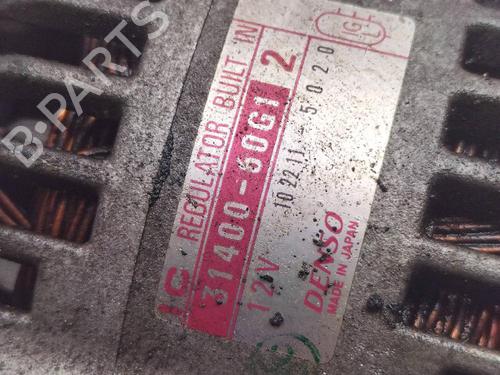 IC REGULATOR BUILT IN
31400-60G1 2
12V 102211-5020
DENSO
MADE IN JAPAN
IG
B-PARTS